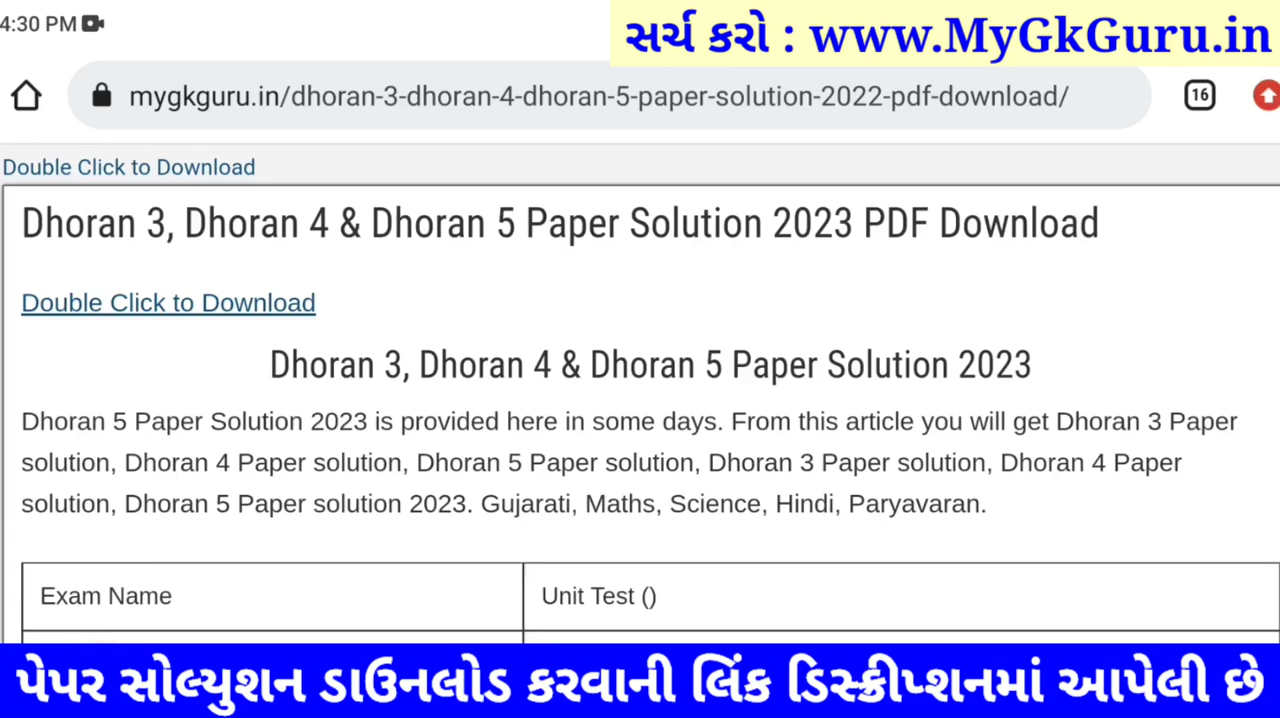 4:30 PM
સર્ચ કરો : www.MyGkGuru.in
mygkguru.in/dhoran-3-dhoran-4-dhoran-5-paper-solution-2022-pdf-download/
16
Double Click to Download
Dhoran 3, Dhoran 4 & Dhoran 5 Paper Solution 2023 PDF Download
Double Click to Download
Dhoran 3, Dhoran 4 & Dhoran 5 Paper Solution 2023
Dhoran 5 Paper Solution 2023 is provided here in some days. From this article you will get Dhoran 3 Paper
solution, Dhoran 4 Paper solution, Dhoran 5 Paper solution, Dhoran 3 Paper solution, Dhoran 4 Paper
solution, Dhoran 5 Paper solution 2023. Gujarati, Maths, Science, Hindi, Paryavaran.
Exam Name
Unit Test ()
પેપર સોલ્યુશન ડાઉનલોડ કરવાની લિંક ડિસ્ક્રીપ્શનમાં આપેલી છે